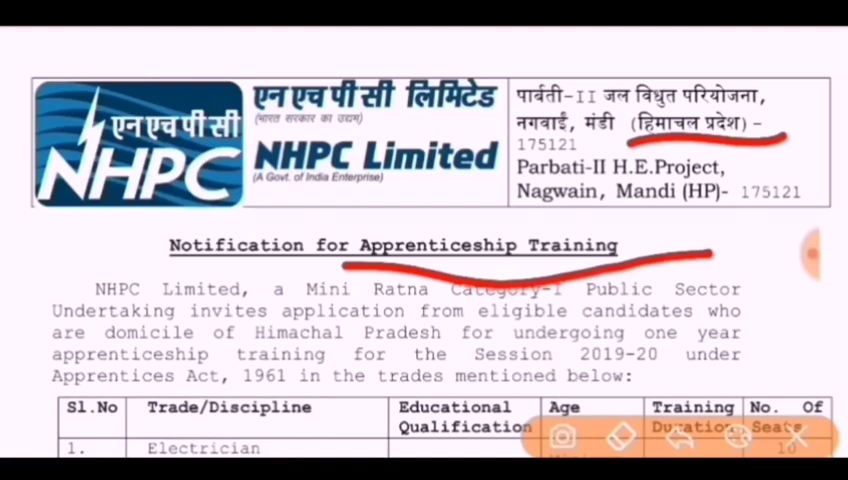 एन एच पी सी
NHPC
एन एच पी सी लिमिटेड
(भारत सरकार का उद्यम)
NHPC Limited
(A Govt. of India Enterprise)
पार्वती-II जल विधुत परियोजना,
नगवाईं, मंडी (हिमाचल प्रदेश) -
175121
Parbati-II H.E.Project,
Nagwain, Mandi (HP)- 175121
Notification for Apprenticeship Training
NHPC Limited, a Mini Ratna Category-I Public Sector
Undertaking invites application from eligible candidates who
are domicile of Himachal Pradesh for undergoing one year
apprenticeship training for the Session 2019-20 under
Apprentices Act, 1961 in the trades mentioned below:
Sl.No Trade/Discipline Educational Age Training No. Of
Qualification Duration Seats
1. Electrician 10